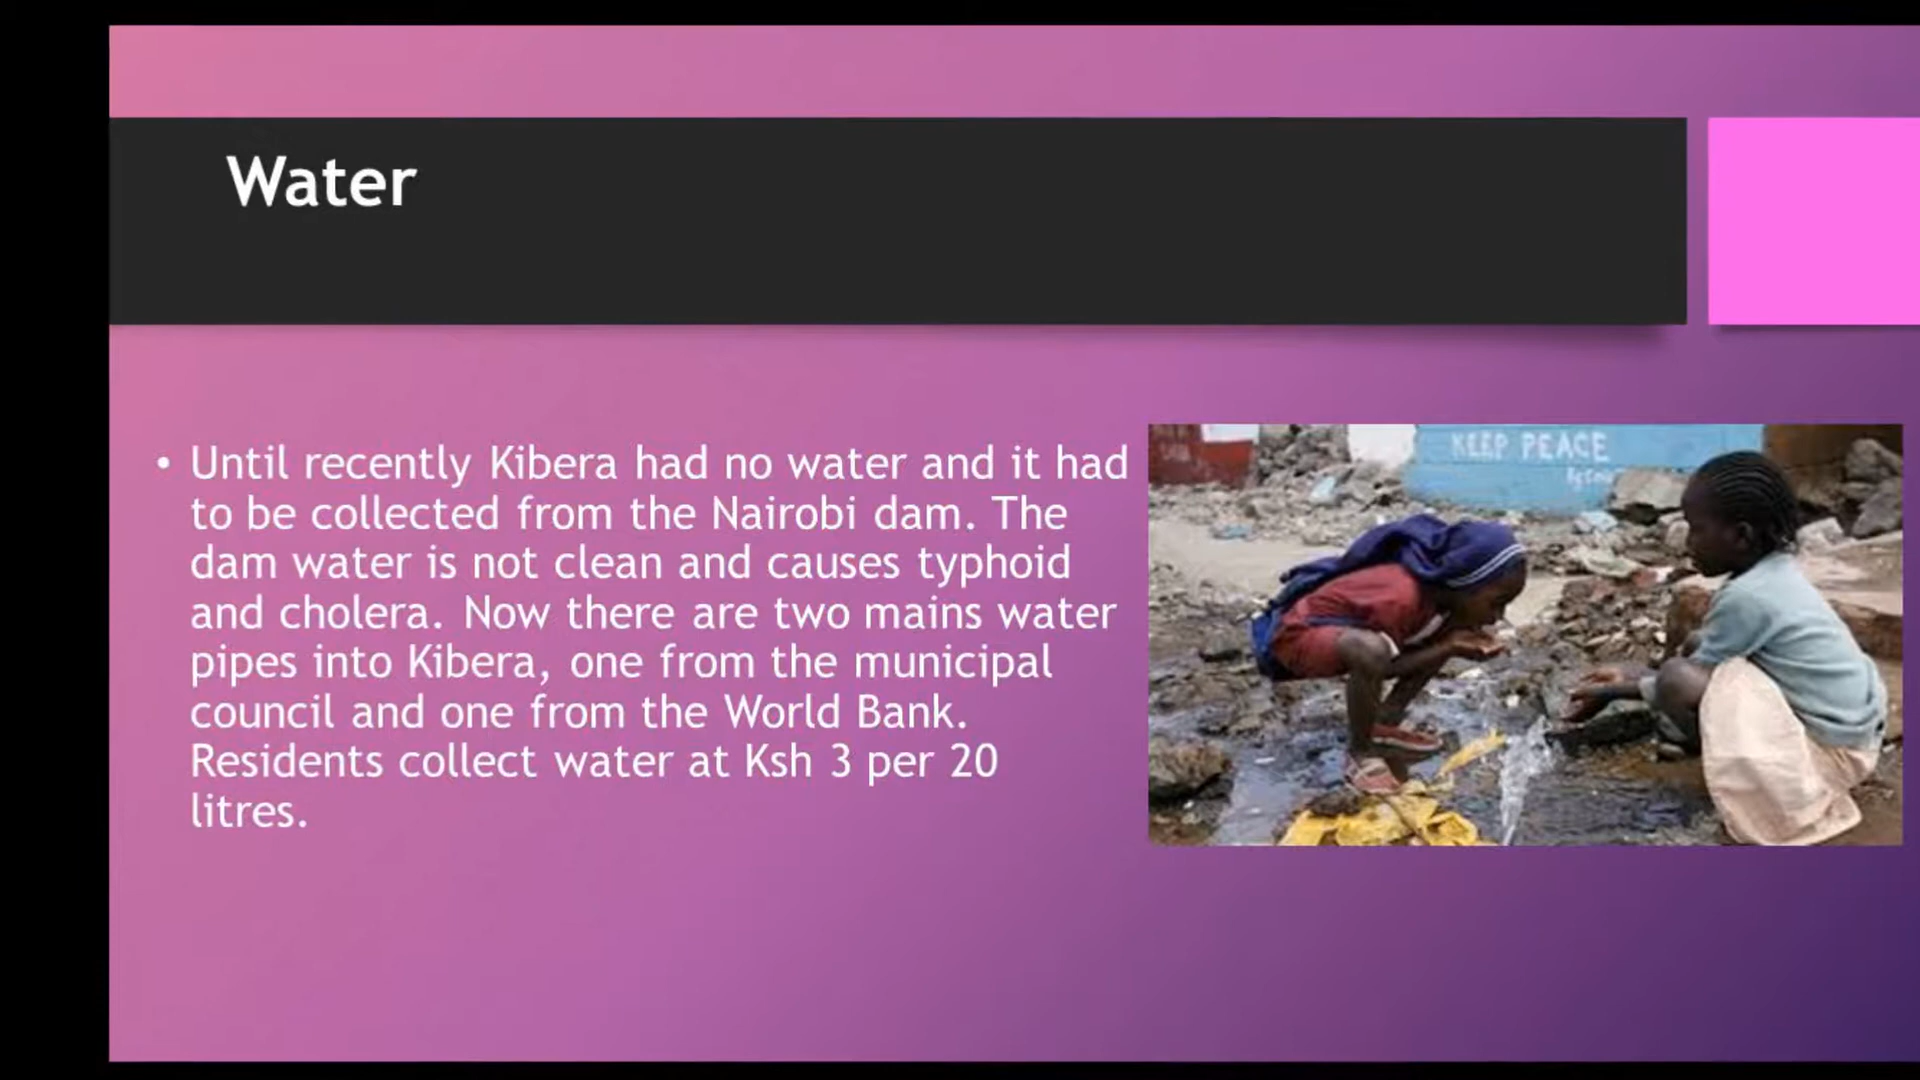 Water
• Until recently Kibera had no water and it had
to be collected from the Nairobi dam. The
dam water is not clean and causes typhoid
and cholera. Now there are two mains water
pipes into Kibera, one from the municipal
council and one from the World Bank.
Residents collect water at Ksh 3 per 20
litres.
KEEP PEACE